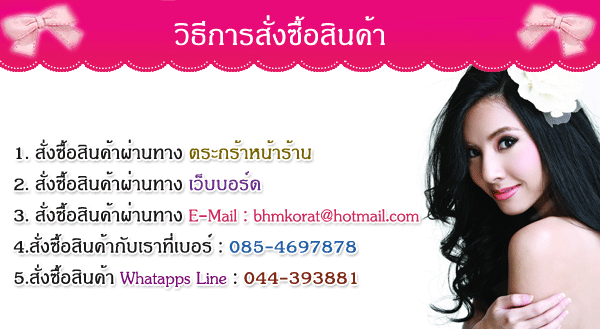 วิธีการสั่งซื้อสินค้า
1. สั่งซื้อสินค้าผ่านทาง ตระกร้าหน้าร้าน
2. สั่งซื้อสินค้าผ่านทาง เว็บบอร์ด
3. สั่งซื้อสินค้าผ่านทาง E-Mail : bhmkorat@hotmail.com
4.สั่งซื้อสินค้ากับเราที่เบอร์ : 085-4697878
5.สั่งซื้อสินค้า Whatapps Line : 044-393881